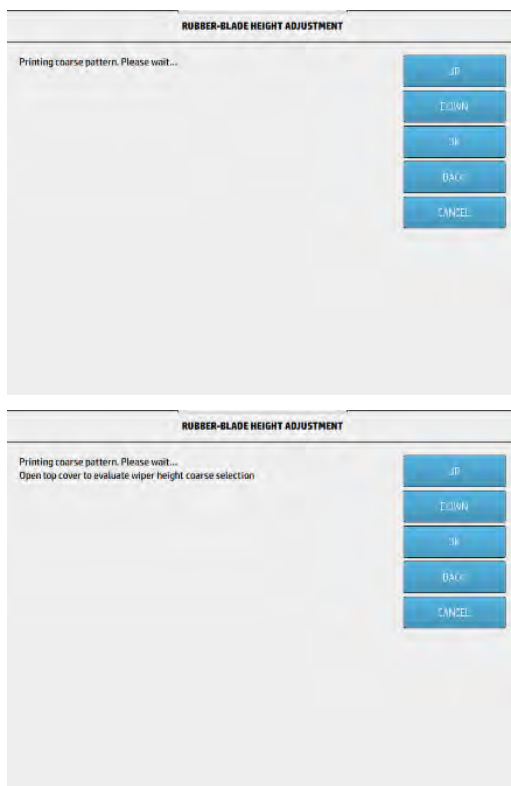 RUBBER-BLADE HEIGHT ADJUSTMENT
Printing coarse pattern. Please wait...
UP
DOWN
OK
BACK
CANCEL
RUBBER-BLADE HEIGHT ADJUSTMENT
Printing coarse pattern. Please wait...
Open top cover to evaluate wiper height coarse selection
UP
DOWN
OK
BACK
CANCEL